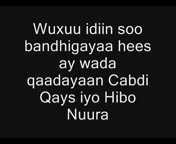 Wuxuu idiin soo
bandhigayaa hees
ay wada
qaadayaan Cabdi
Qays iyo Hibo
Nuura